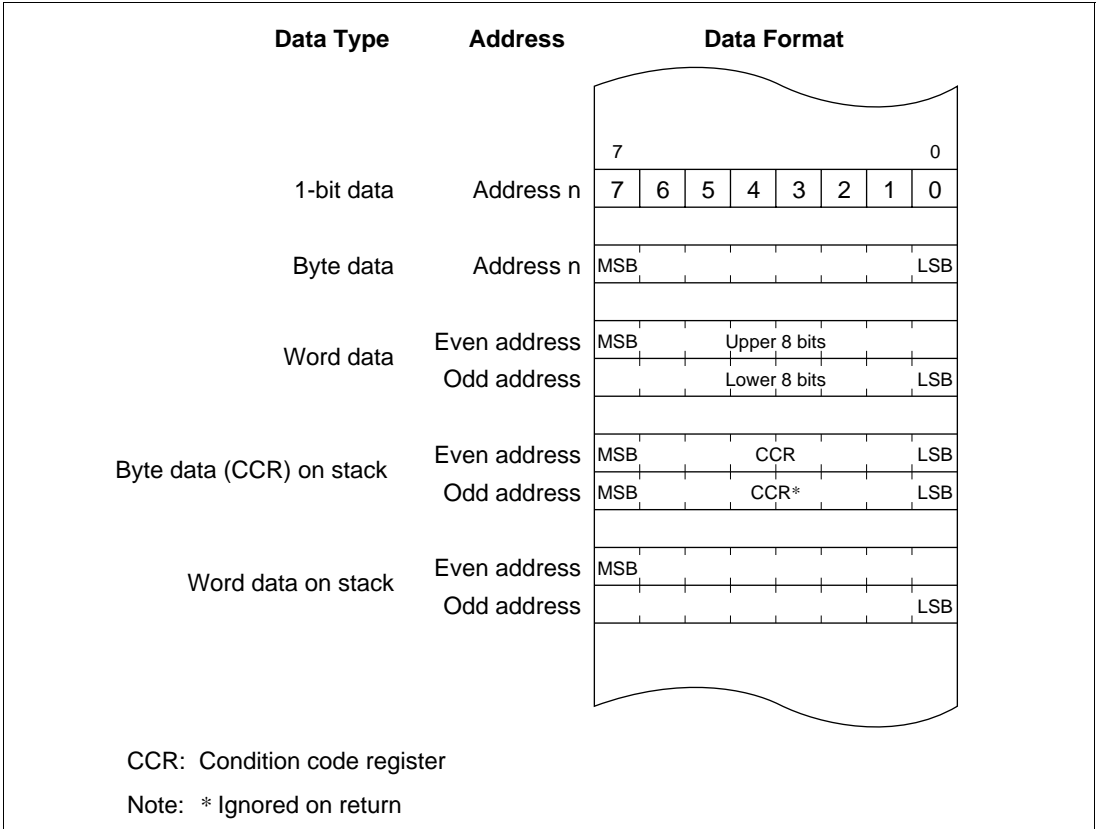 Data Type Address Data Format
7 0
1-bit data Address n 7 6 5 4 3 2 1 0
Byte data Address n MSB LSB
Word data
Even address MSB Upper 8 bits
Odd address Lower 8 bits LSB
Byte data (CCR) on stack
Even address MSB CCR LSB
Odd address MSB CCR* LSB
Word data on stack
Even address MSB
Odd address LSB
CCR: Condition code register
Note: * Ignored on return